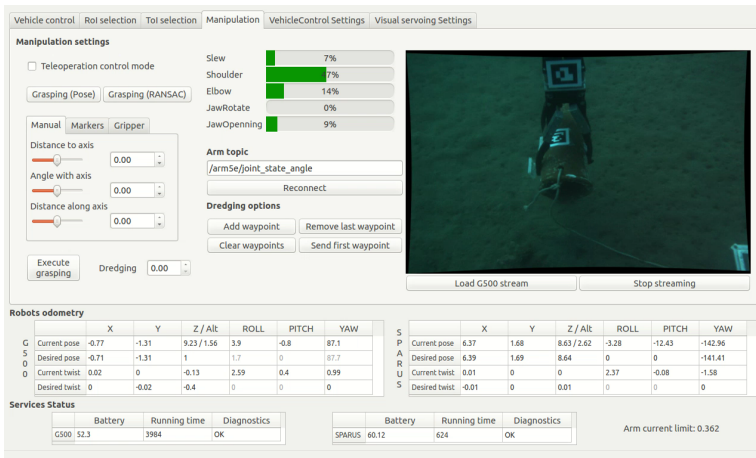 Vehicle control RoI selection ToI selection Manipulation VehicleControl Settings Visual servoing Settings
Manipulation settings
Teleoperation control mode
Grasping (Pose) Grasping (RANSAC)
Manual Markers Gripper
Distance to axis
0.00
Angle with axis
0.00
Distance along axis
0.00
Execute
grasping
Dredging 0.00
Slew 7%
Shoulder 47%
Elbow 14%
JawRotate 0%
JawOpenning 9%
Arm topic
/arm5e/joint_state_angle
Reconnect
Dredging options
Add waypoint Remove last waypoint
Clear waypoints Send first waypoint
Load G500 stream Stop streaming
Robots odometry
G500
X Y Z / Alt ROLL PITCH YAW
Current pose -0.77 -1.31 9.23 / 1.56 3.9 -0.8 87.1
Desired pose -0.71 -1.31 1 1.7 0 87.7
Current twist 0.02 0 -0.13 2.59 0.4 0.99
Desired twist 0 -0.02 -0.4 0 0 0
SPARUS
X Y Z / Alt ROLL PITCH YAW
Current pose 6.37 1.68 8.63 / 2.62 -3.28 -12.43 -142.96
Desired pose 6.39 1.69 8.64 0 0 -141.41
Current twist 0.01 0 0 2.37 -0.08 -1.58
Desired twist -0.01 0 0.01 0 0 0
Services Status
Battery Running time Diagnostics
G500 52.3 3984 OK
Battery Running time Diagnostics
SPARUS 60.12 624 OK
Arm current limit: 0.362